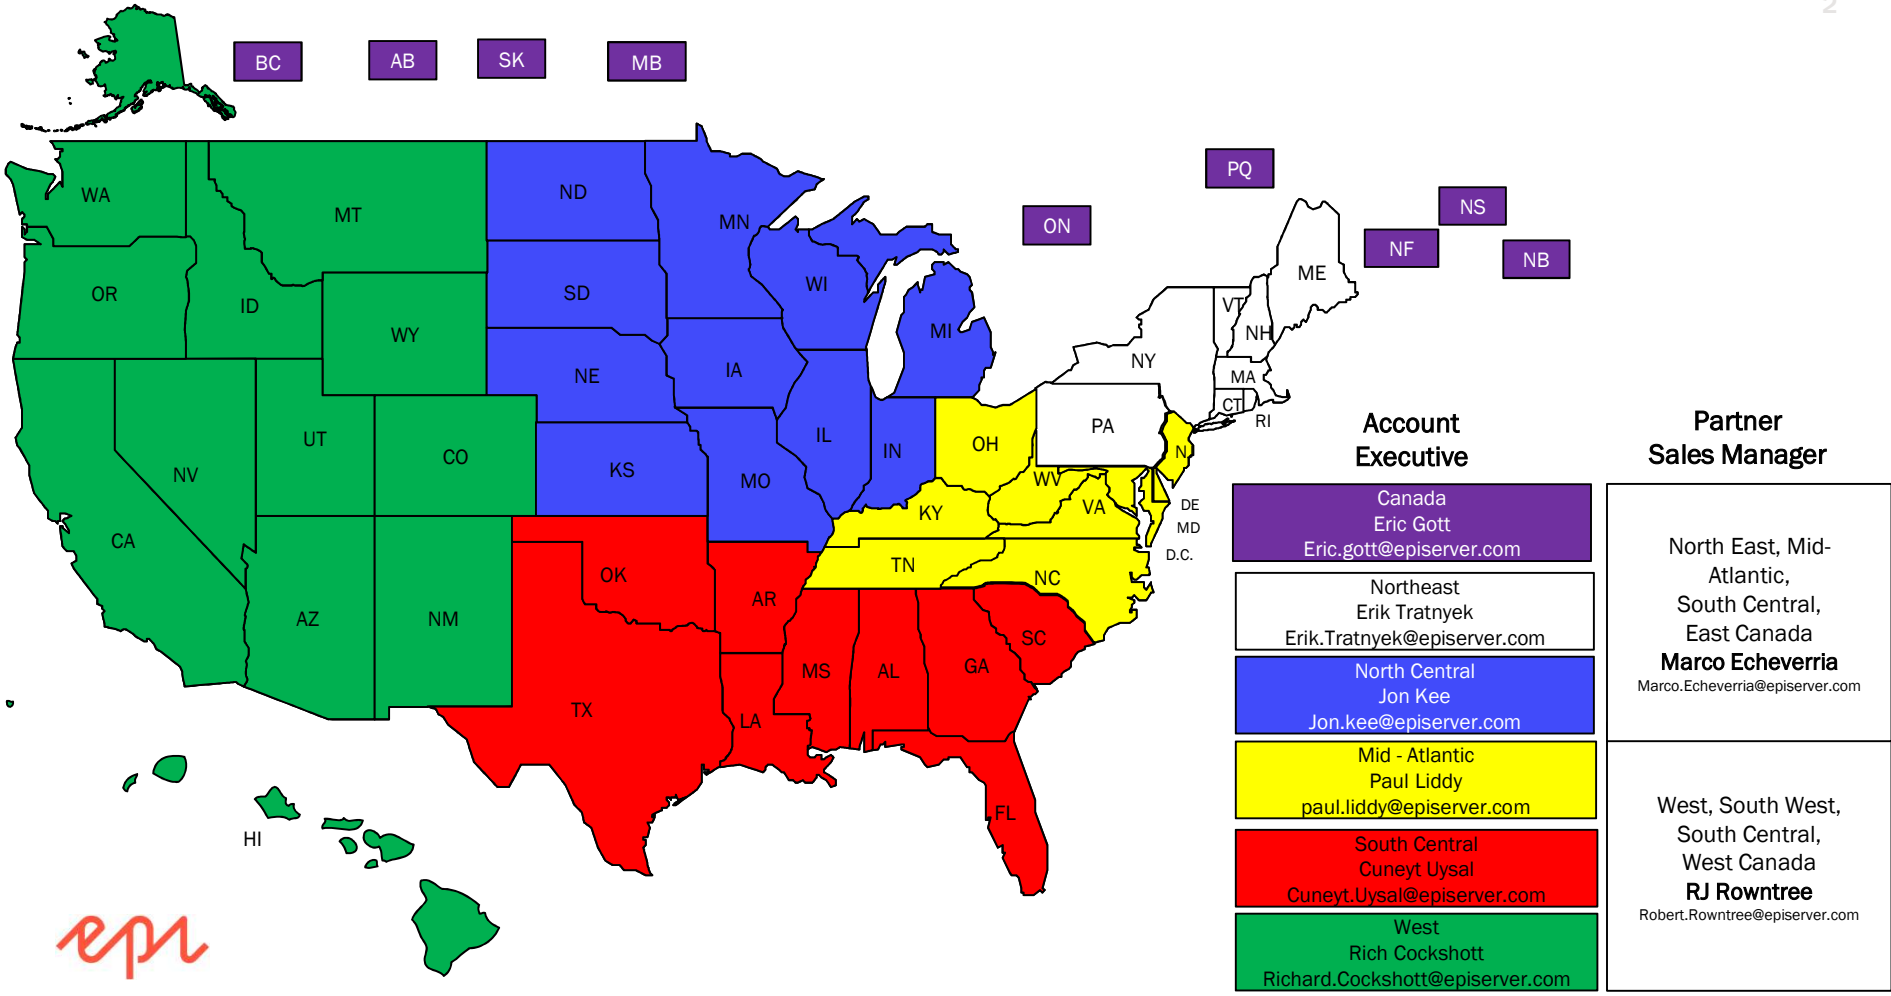 2
BC
AB
SK
MB
PQ
NS
ON
NF
NB
WA
MT
ND
MN
OR
ID
SD
WI
ME
WY
MI
VT
NH
NE
IA
NY
MA
CT
RI
UT
CO
NV
KS
MO
IL
IN
OH
PA
N
WV
VA
KY
DE
MD
D.C.
CA
TN
NC
OK
AR
AZ
NM
SC
MS
AL
GA
TX
LA
FL
HI
epi
Account
Executive
Canada
Eric Gott
Eric.gott@episerver.com
Northeast
Erik Tratnyek
Erik.Tratnyek@episerver.com
North Central
Jon Kee
Jon.kee@episerver.com
Mid - Atlantic
Paul Liddy
paul.liddy@episerver.com
South Central
Cuneyt Uysal
Cuneyt.Uysal@episerver.com
West
Rich Cockshott
Richard.Cockshott@episerver.com
Partner
Sales Manager
North East, Mid-
Atlantic,
South Central,
East Canada
Marco Echeverria
Marco.Echeverria@episerver.com
West, South West,
South Central,
West Canada
RJ Rowntree
Robert.Rowntree@episerver.com